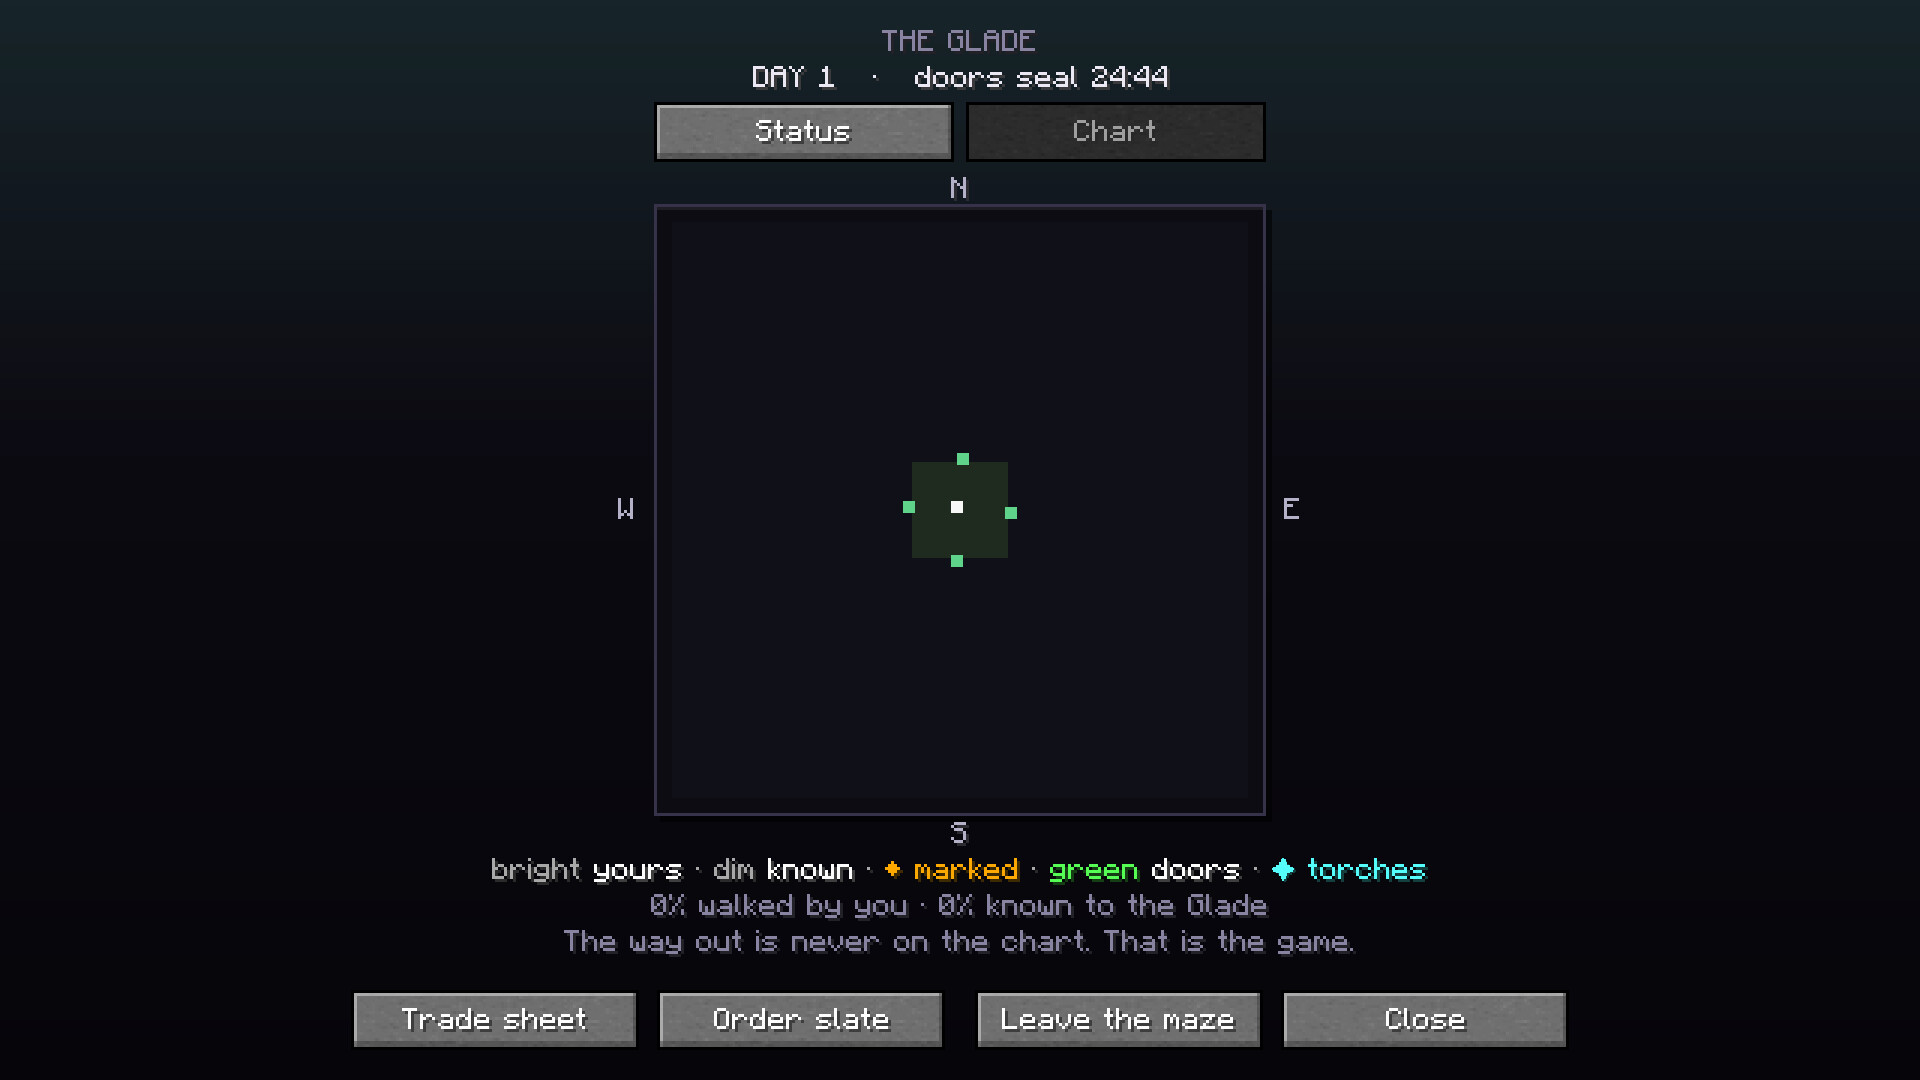 THE GLADE
DAY 1 · doors seal 24:44
Status Chart
N
W E
S
bright yours · dim known · ✦ marked · green doors · ✦ torches
0% walked by you · 0% known to the Glade
The way out is never on the chart. That is the game.
Trade sheet Order slate Leave the maze Close